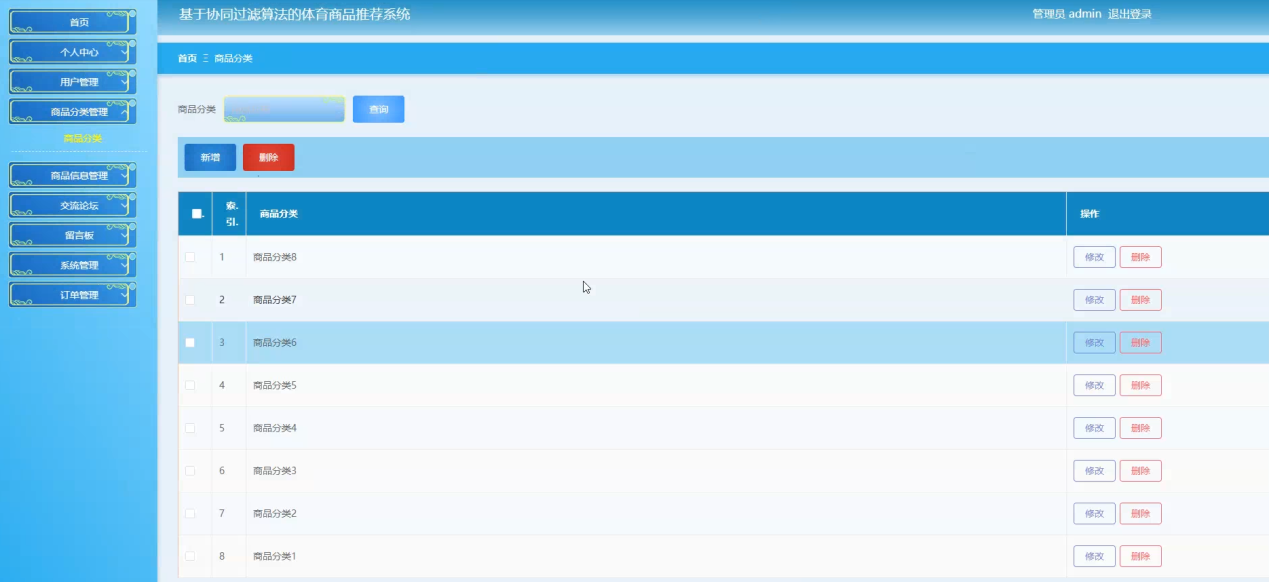 基于协同过滤算法的体育商品推荐系统
管理员 admin 退出登录
首页
个人中心
用户管理
商品分类管理
商品分类
商品信息管理
交流论坛
留言板
系统管理
订单管理
首页 Ξ 商品分类
商品分类
查询
新增 删除
索引. 商品分类 操作
1 商品分类8 修改 删除
2 商品分类7 修改 删除
3 商品分类6 修改 删除
4 商品分类5 修改 删除
5 商品分类4 修改 删除
6 商品分类3 修改 删除
7 商品分类2 修改 删除
8 商品分类1 修改 删除